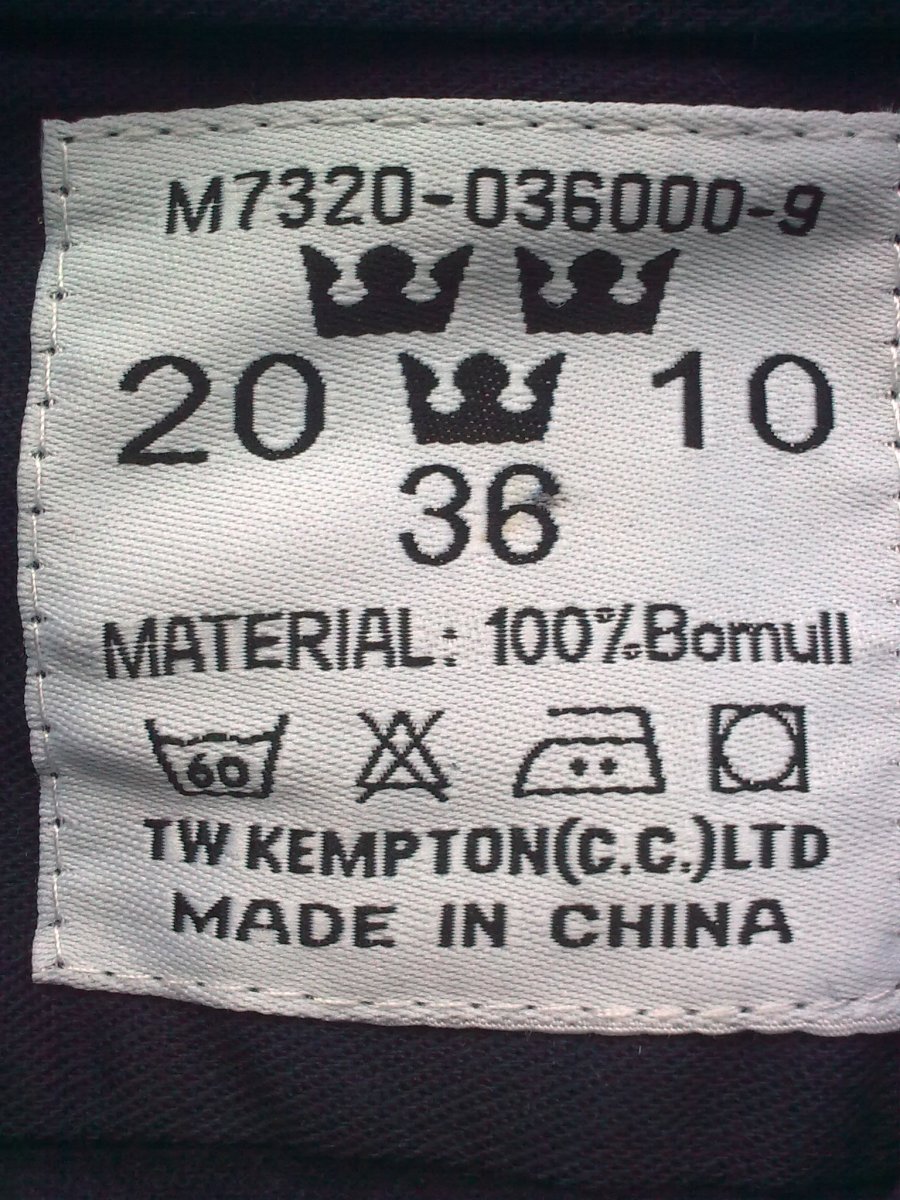 M7320-036000-9
20 10
36
MATERIAL: 100%Bomull
60
TW KEMPTON(C.C.)LTD
MADE IN CHINA